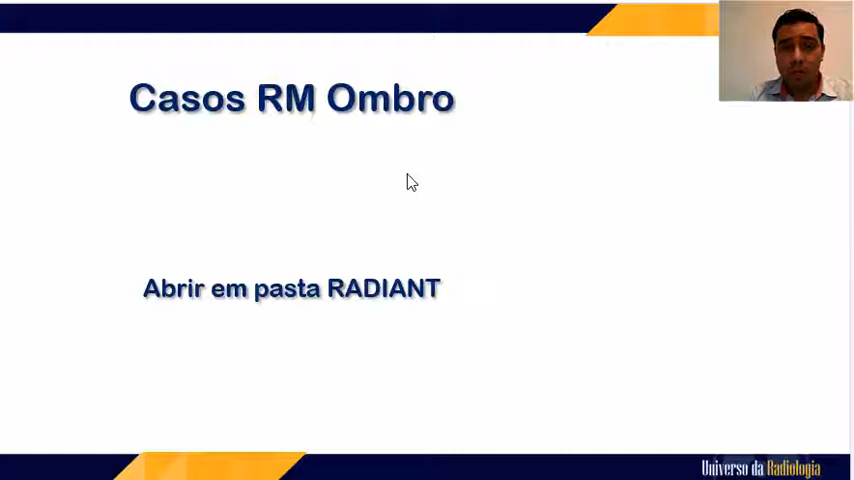 Casos RM Ombro
Abrir em pasta RADIANT
Universo da Radiologia